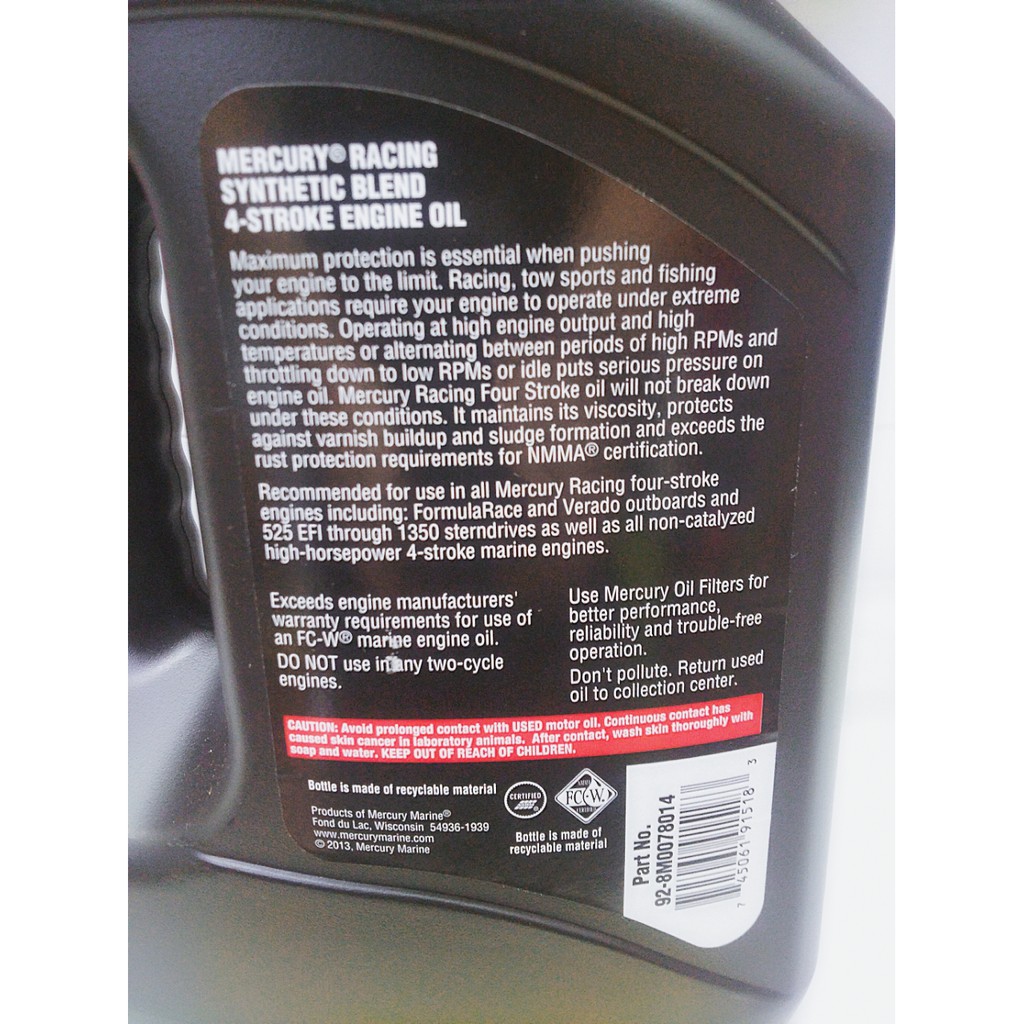 MERCURY® RACING
SYNTHETIC BLEND
4-STROKE ENGINE OIL
Maximum protection is essential when pushing
your engine to the limit. Racing, tow sports and fishing
applications require your engine to operate under extreme
conditions. Operating at high engine output and high
temperatures or alternating between periods of high RPMs and
throttling down to low RPMs or idle puts serious pressure on
engine oil. Mercury Racing Four Stroke oil will not break down
under these conditions. It maintains its viscosity, protects
against varnish buildup and sludge formation and exceeds the
rust protection requirements for NMMA® certification.
Recommended for use in all Mercury Racing four-stroke
engines including: FormulaRace and Verado outboards and
525 EFI through 1350 sterndrives as well as all non-catalyzed
high-horsepower 4-stroke marine engines.
Exceeds engine manufacturers'
warranty requirements for use of
an FC-W® marine engine oil.
DO NOT use in any two-cycle
engines.
Use Mercury Oil Filters for
better performance,
reliability and trouble-free
operation.
Don't pollute. Return used
oil to collection center.
CAUTION: Avoid prolonged contact with USED motor oil. Continuous contact has
caused skin cancer in laboratory animals. After contact, wash skin thoroughly with
soap and water. KEEP OUT OF REACH OF CHILDREN.
Bottle is made of recyclable material
Products of Mercury Marine®
Fond du Lac, Wisconsin 54936-1939
www.mercurymarine.com
© 2013, Mercury Marine
CERTIFIED
NMMA
FC-W
Bottle is made of
recyclable material
Part No.
92-8M0078014
7 45061 91518 3